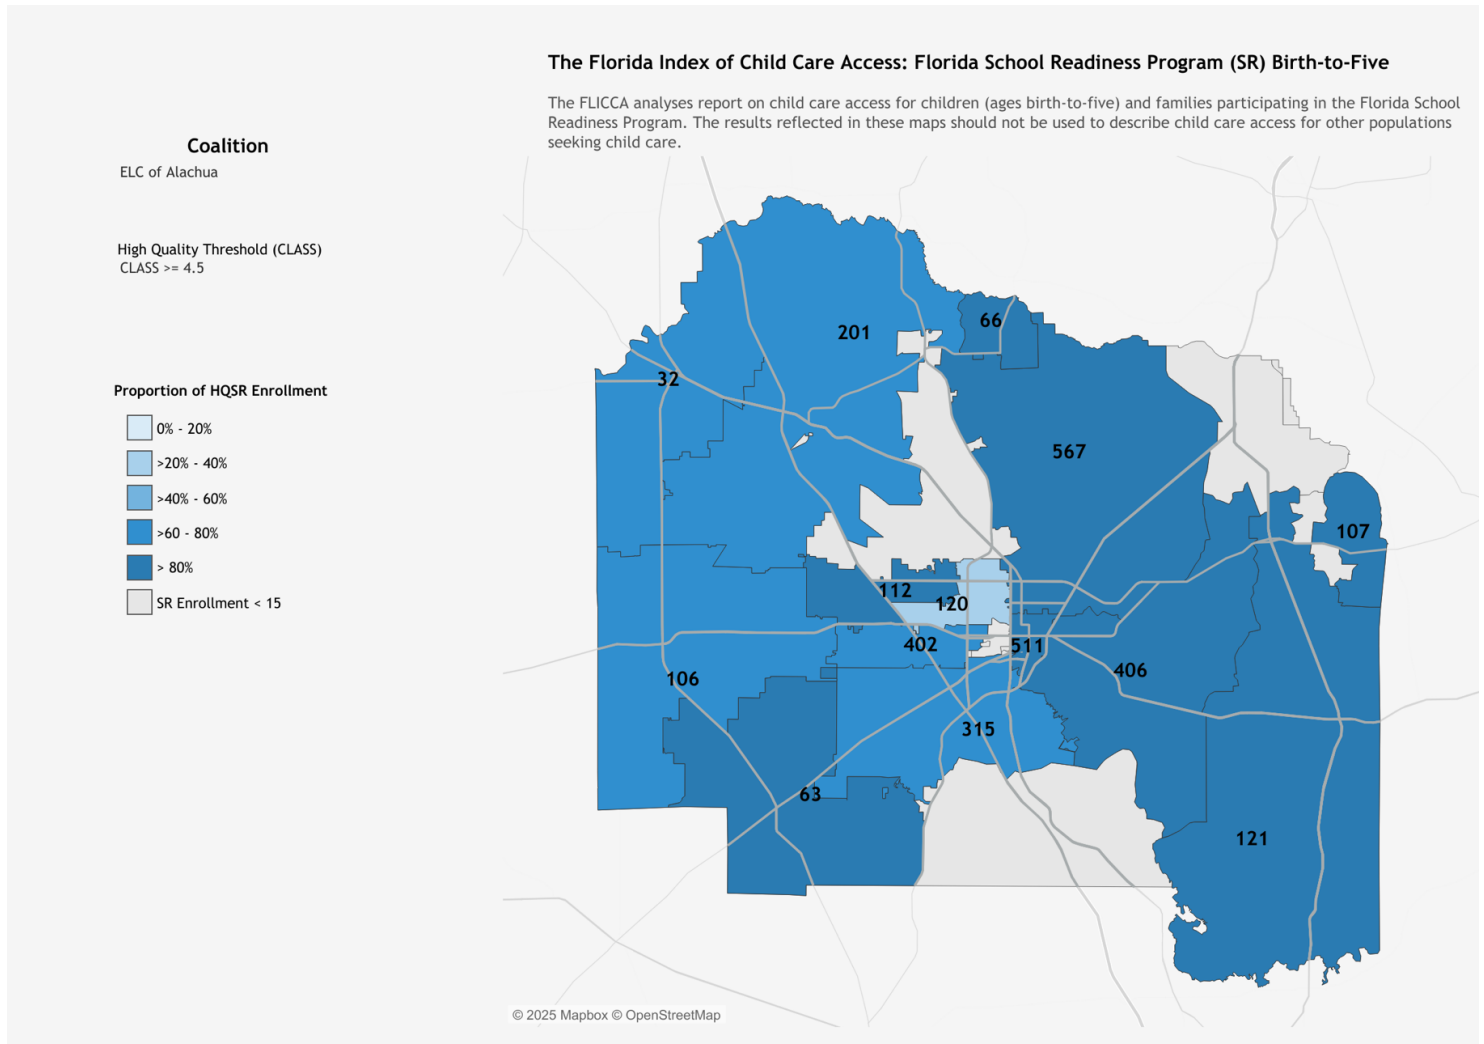 The Florida Index of Child Care Access: Florida School Readiness Program (SR) Birth-to-Five
The FLICCA analyses report on child care access for children (ages birth-to-five) and families participating in the Florida School
Readiness Program. The results reflected in these maps should not be used to describe child care access for other populations
seeking child care.
Coalition
ELC of Alachua
High Quality Threshold (CLASS)
CLASS >= 4.5
Proportion of HQSR Enrollment
0% - 20%
>20% - 40%
>40% - 60%
>60 - 80%
> 80%
SR Enrollment < 15
66
201
32
567
107
112
120
402
511
406
106
315
63
121
© 2025 Mapbox © OpenStreetMap